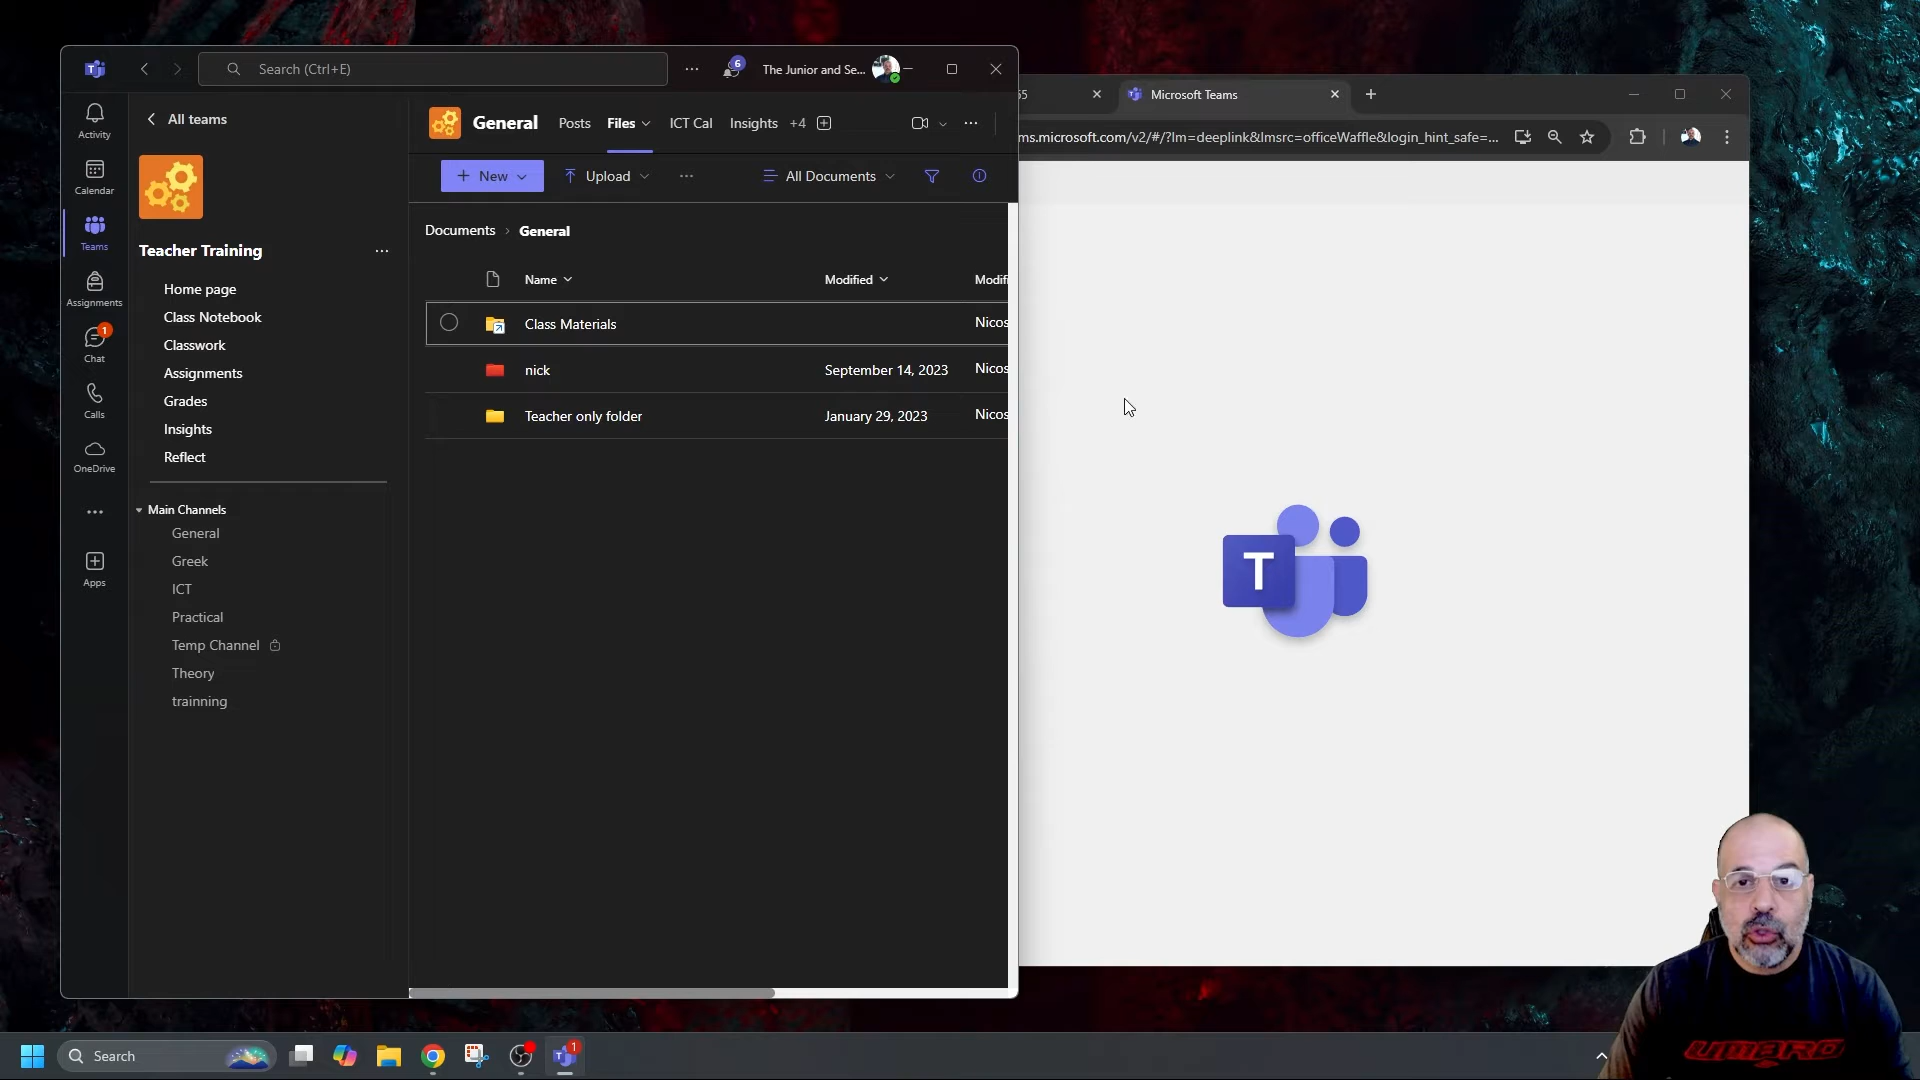 Search (Ctrl+E)
6
The Junior and Se...
Activity
Calendar
Teams
Assignments
1
Chat
Calls
OneDrive
Apps
All teams
Teacher Training
Home page
Class Notebook
Classwork
Assignments
Grades
Insights
Reflect
Main Channels
General
Greek
ICT
Practical
Temp Channel
Theory
trainning
General
Posts
Files
ICT Cal
Insights
+4
New
Upload
All Documents
Documents > General
Name
Modified
Modifi
Class Materials
Nicos
nick
September 14, 2023
Nicos
Teacher only folder
January 29, 2023
Nicos
Microsoft Teams
ms.microsoft.com/v2/#/?lm=deeplink&lmsrc=officeWaffle&login_hint_safe=...
T
UMBRO
Search
1